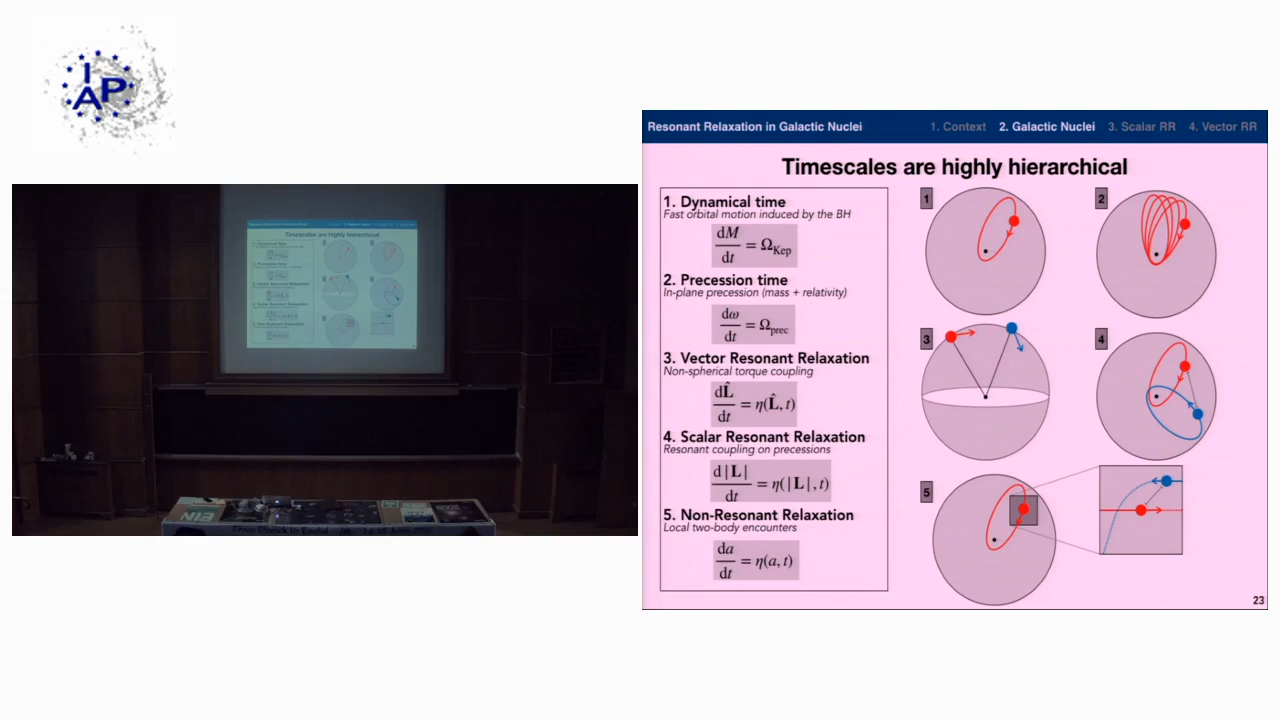 IAP
Resonant Relaxation in Galactic Nuclei
1. Context 2. Galactic Nuclei 3. Scalar RR 4. Vector RR
Timescales are highly hierarchical
1. Dynamical time
Fast orbital motion induced by the BH
dM/dt = Ω_Kep
2. Precession time
In-plane precession (mass + relativity)
dω/dt = Ω_prec
3. Vector Resonant Relaxation
Non-spherical torque coupling
dL̂/dt = η(L̂, t)
4. Scalar Resonant Relaxation
Resonant coupling on precessions
d|L|/dt = η(|L|, t)
5. Non-Resonant Relaxation
Local two-body encounters
da/dt = η(a, t)
1
2
3
4
5
23
Timescales are highly hierarchical